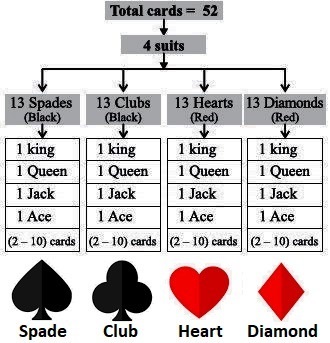 Total cards = 52
4 suits
13 Spades 13 Clubs 13 Hearts 13 Diamonds
(Black) (Black) (Red) (Red)
1 king 1 king 1 king 1 king
1 Queen 1 Queen 1 Queen 1 Queen
1 Jack 1 Jack 1 Jack 1 Jack
1 Ace 1 Ace 1 Ace 1 Ace
(2 – 10) cards (2 – 10) cards (2 – 10) cards (2 – 10) cards
Spade Club Heart Diamond